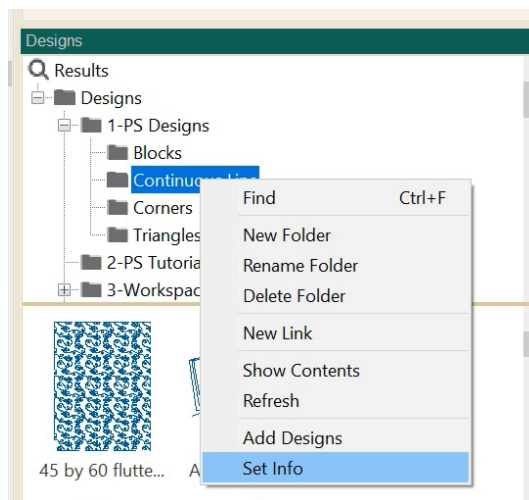 Designs
Results
Designs
1-PS Designs
Blocks
Continuous Line
Corners
Triangles
2-PS Tutoria
3-Workspac
Find Ctrl+F
New Folder
Rename Folder
Delete Folder
New Link
Show Contents
Refresh
Add Designs
Set Info
45 by 60 flutte...
A